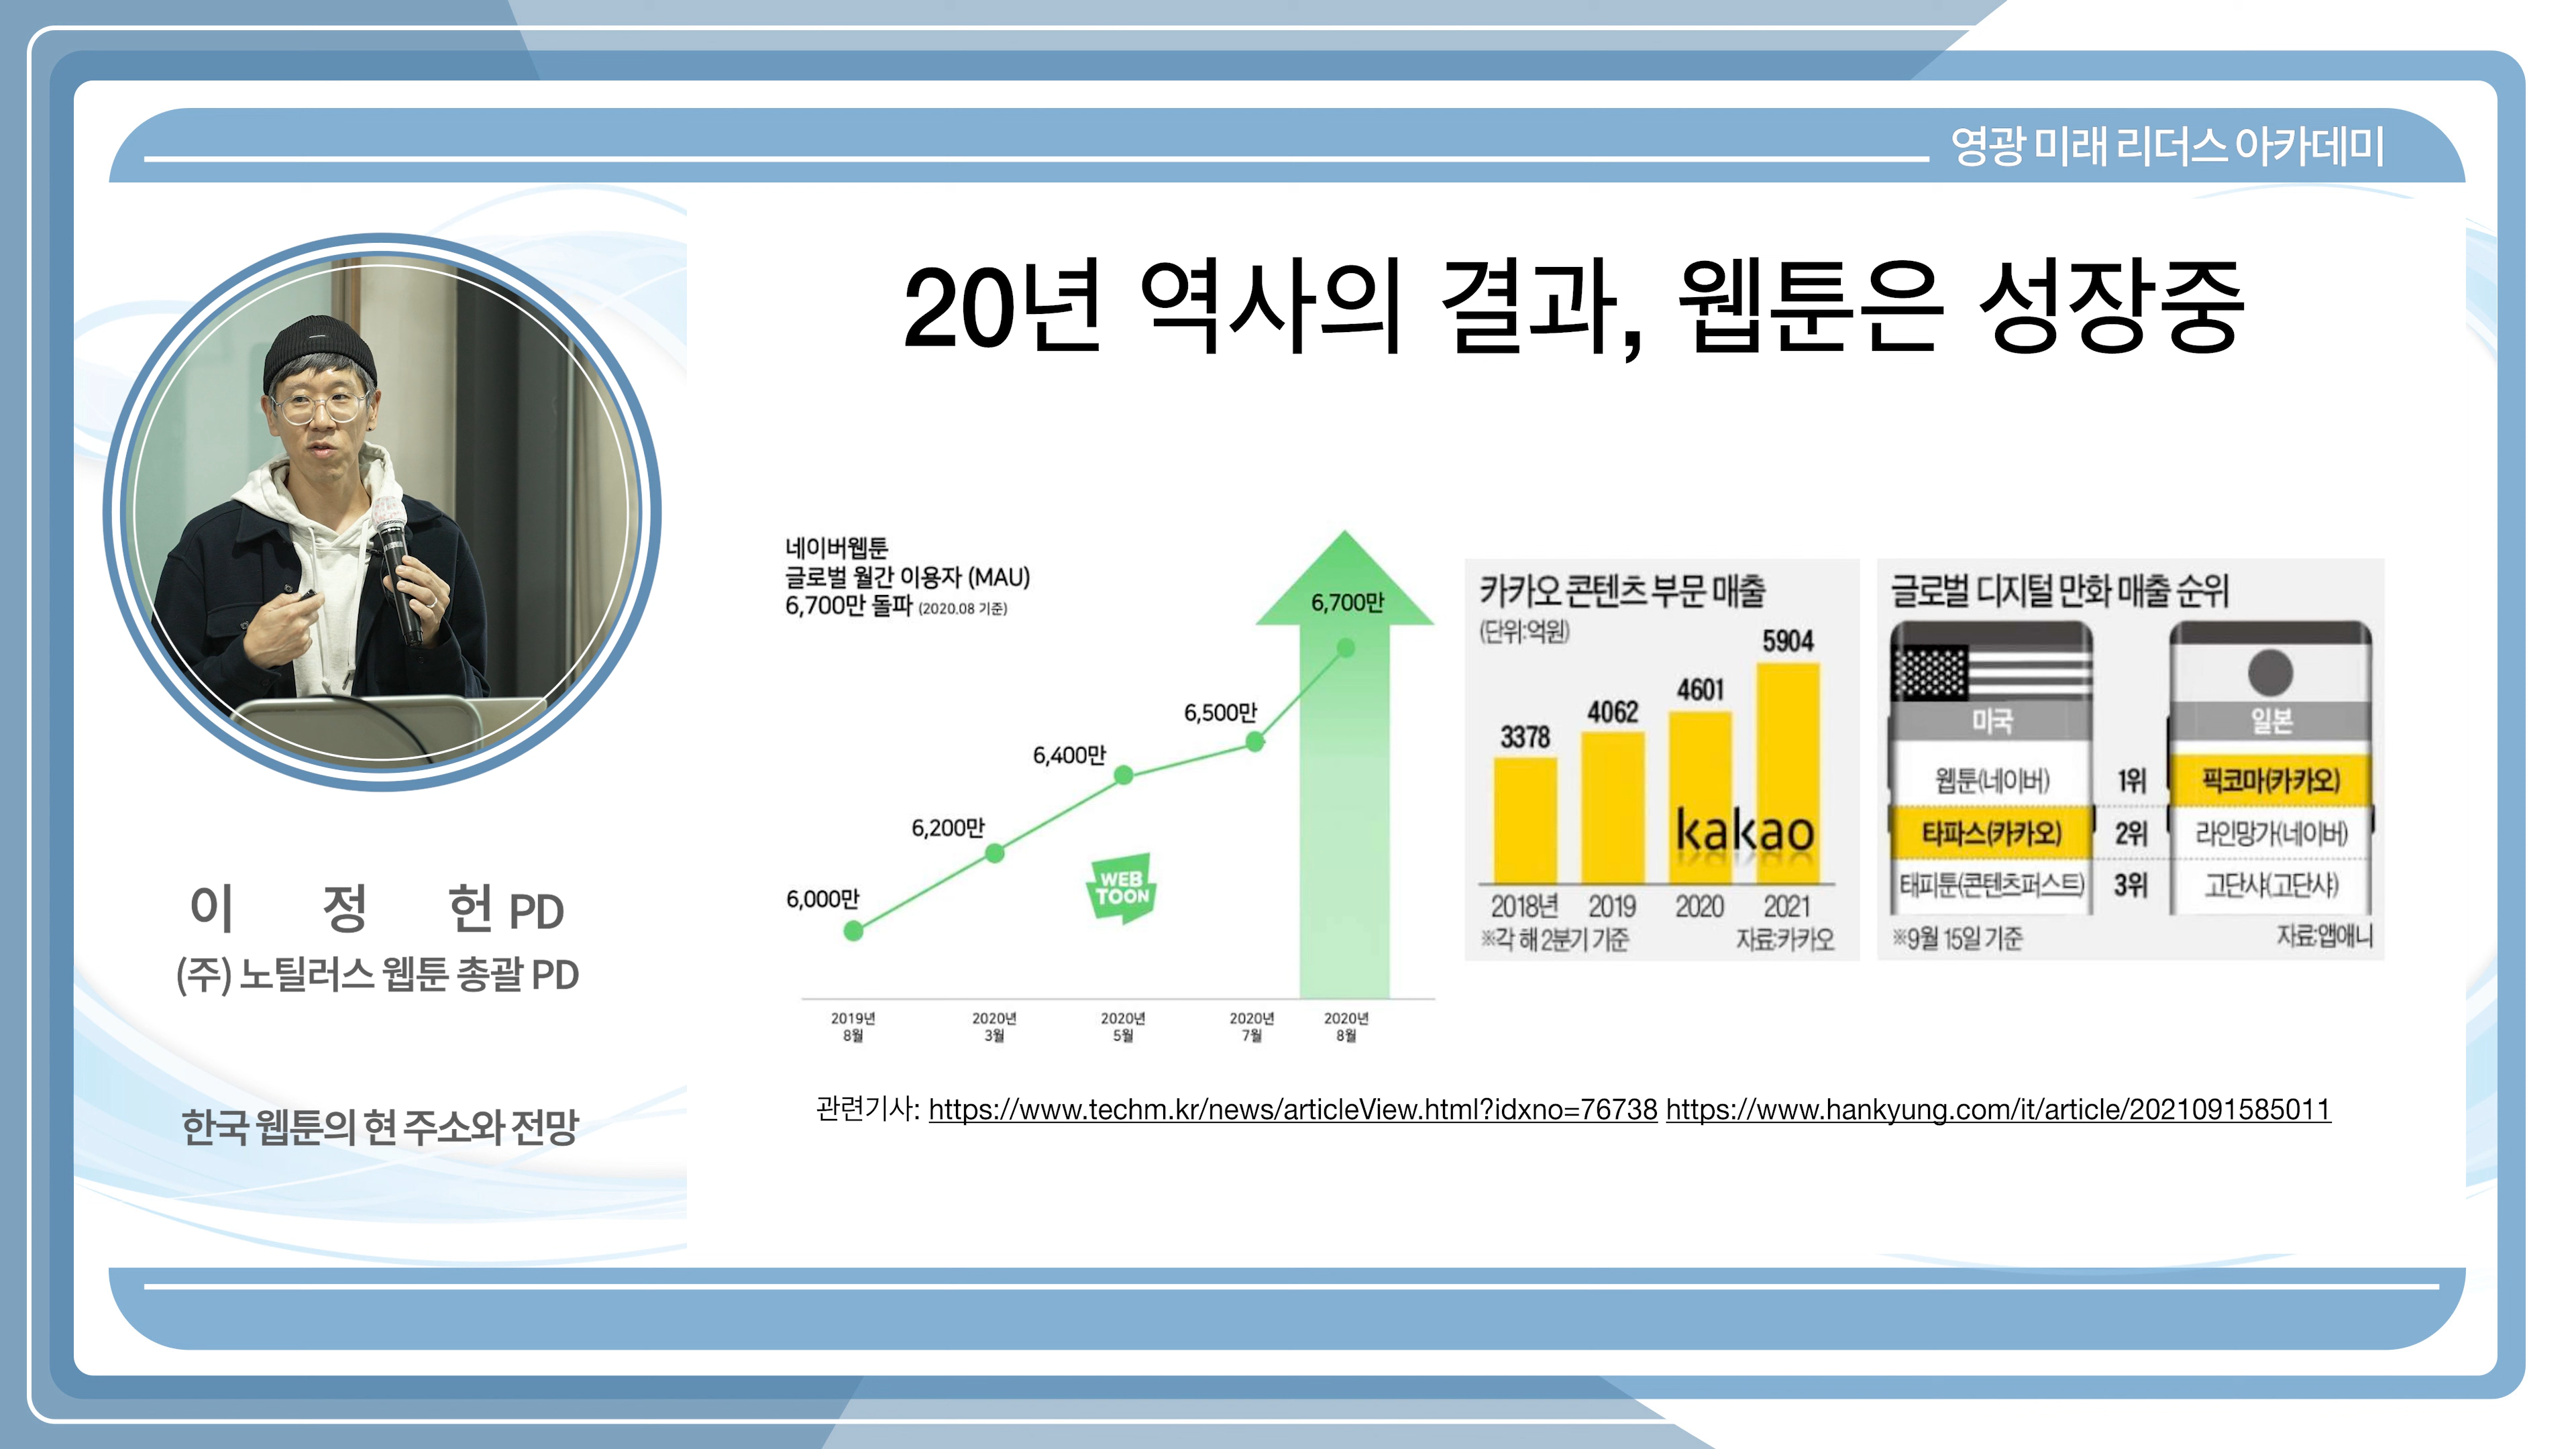 영광 미래 리더스 아카데미
20년 역사의 결과, 웹툰은 성장중
이 정 헌 PD
(주) 노틸러스 웹툰 총괄 PD
한국 웹툰의 현 주소와 전망
네이버웹툰
글로벌 월간 이용자 (MAU)
6,700만 돌파 (2020.08 기준)
6,000만
6,200만
6,400만
6,500만
6,700만
WEB
TOON
2019년 2020년 2020년 2020년 2020년
8월 3월 5월 7월 8월
카카오 콘텐츠 부문 매출
(단위:억원)
3378 4062 4601 5904
kakao
2018년 2019 2020 2021
※각 해 2분기 기준 자료:카카오
글로벌 디지털 만화 매출 순위
미국 일본
웹툰(네이버) 1위 픽코마(카카오)
타파스(카카오) 2위 라인망가(네이버)
태피툰(콘텐츠퍼스트) 3위 고단샤(고단샤)
※9월 15일 기준 자료:앱애니
관련기사: https://www.techm.kr/news/articleView.html?idxno=76738 https://www.hankyung.com/it/article/2021091585011